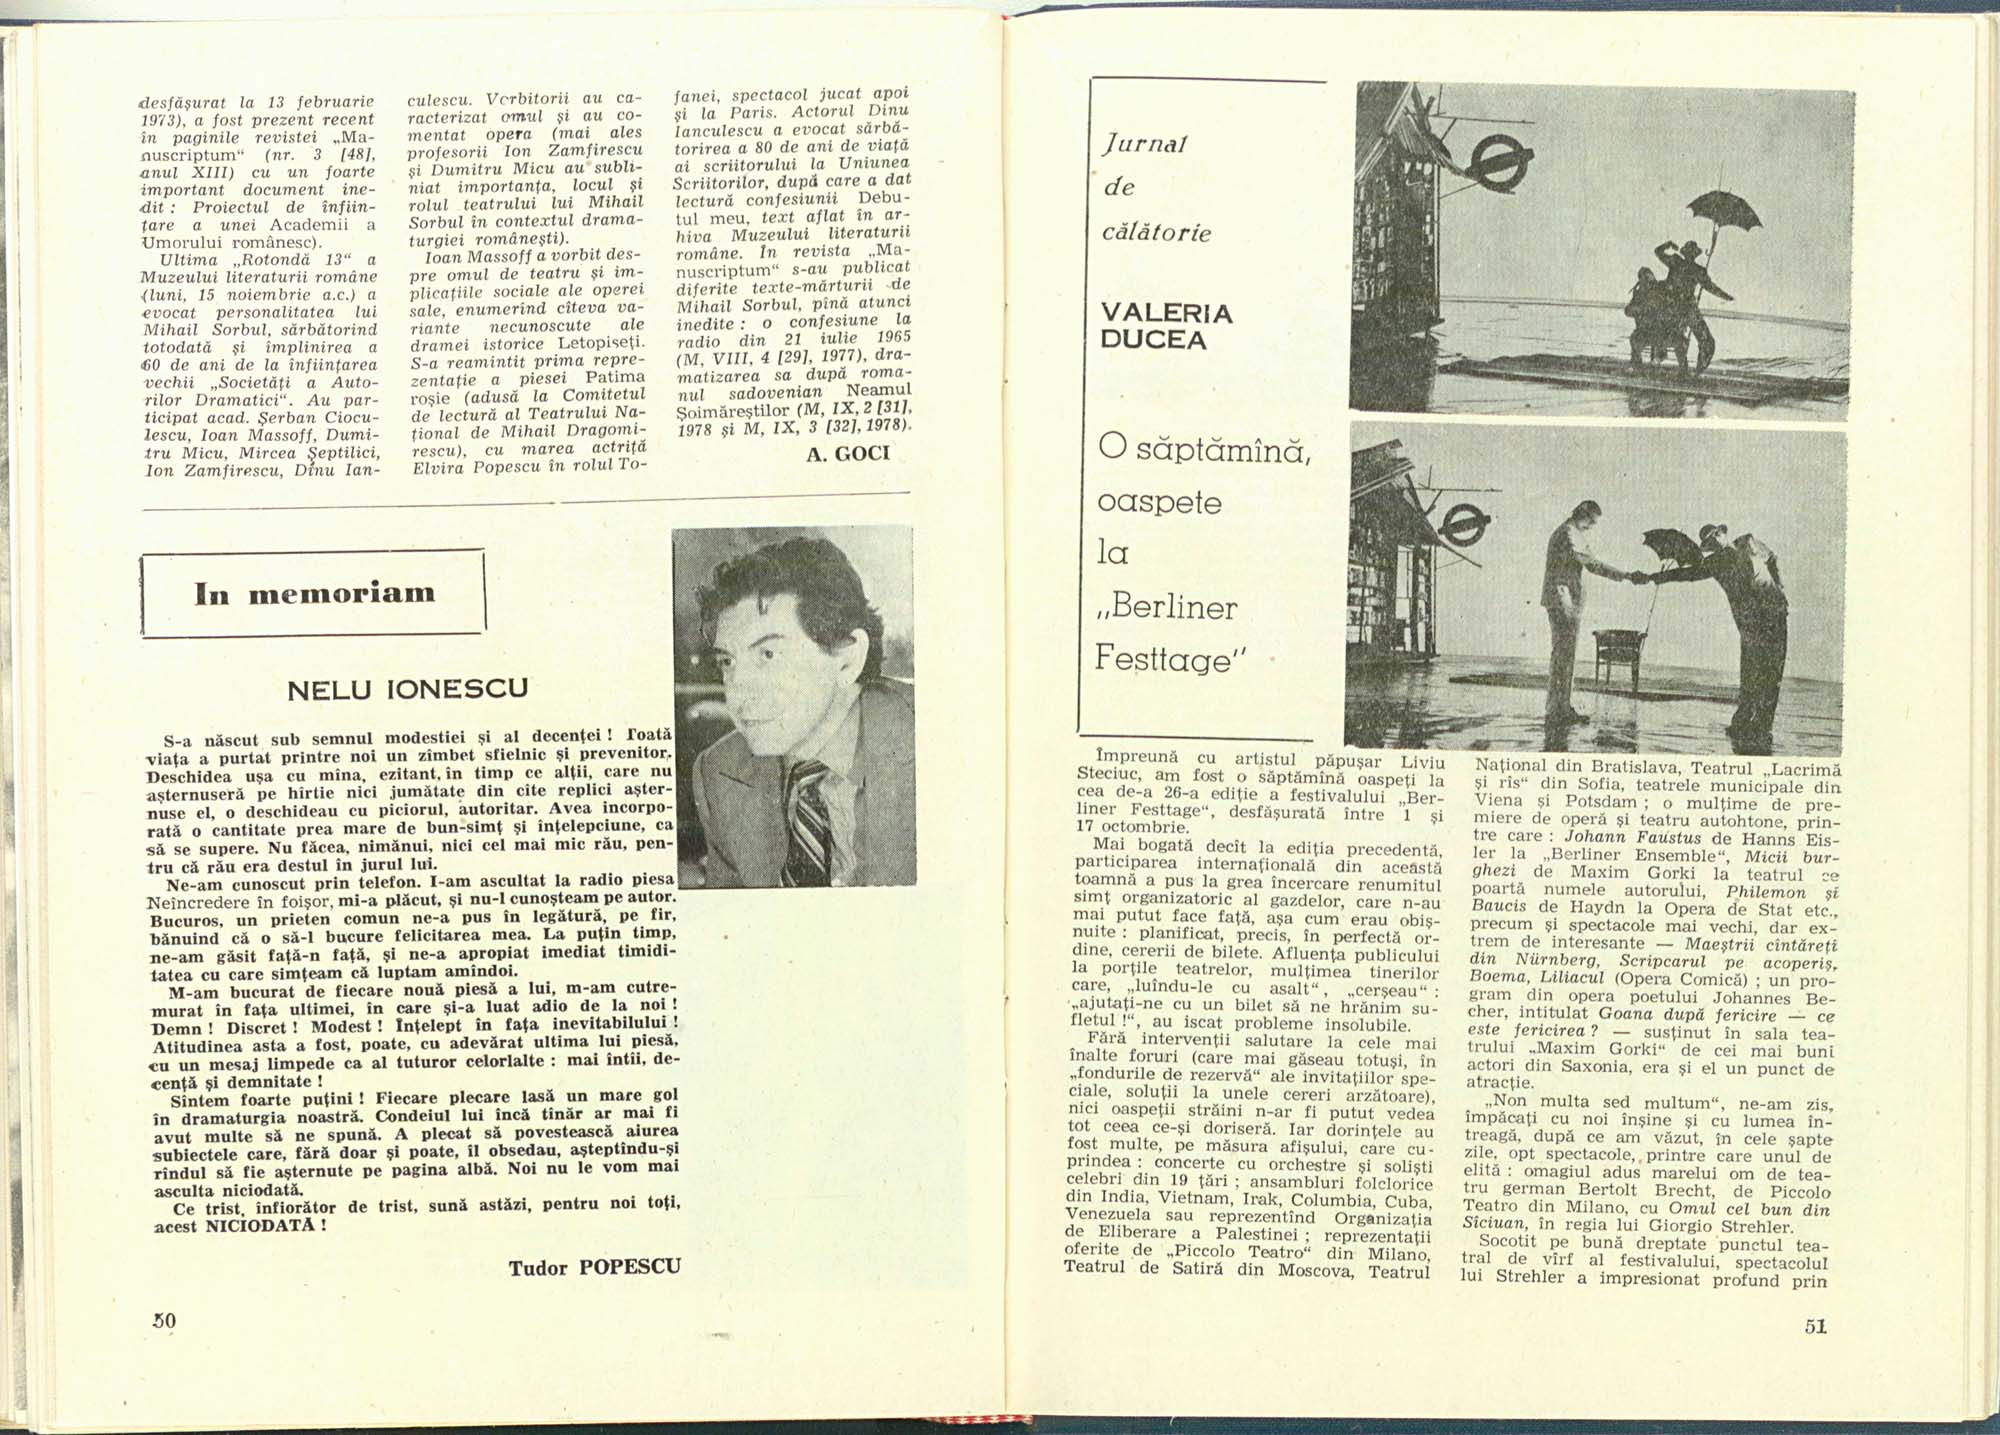 desfășurat la 13 februarie
1973), a fost prezent recent
în paginile revistei „Ma-
nuscriptum“ (nr. 3 [48],
anul XIII) cu un foarte
important document ine-
dit : Proiectul de înfiin-
țare a unei Academii a
Umorului românesc).
Ultima „Rotondă 13“ a
Muzeului literaturii române
(luni, 15 noiembrie a.c.) a
evocat personalitatea lui
Mihail Sorbul, sărbătorind
totodată și împlinirea a
60 de ani de la înființarea
vechii „Societăți a Auto-
rilor Dramatici“. Au par-
ticipat acad. Șerban Ciocu-
lescu, Ioan Massoff, Dumi-
tru Micu, Mircea Șeptilici,
Ion Zamfirescu, Dinu Ian-
culescu. Vorbitorii au ca-
racterizat omul și au co-
mentat opera (mai ales
profesorii Ion Zamfirescu
și Dumitru Micu au subli-
niat importanța, locul și
rolul teatrului lui Mihail
Sorbul în contextul drama-
turgiei românești).
Ioan Massoff a vorbit des-
pre omul de teatru și im-
plicațiile sociale ale operei
sale, enumerînd cîteva va-
riante necunoscute ale
dramei istorice Letopiseți.
S-a reamintit prima repre-
zentație a piesei Patima
roșie (adusă la Comitetul
de lectură al Teatrului Na-
țional de Mihail Dragomi-
rescu), cu marea actriță
Elvira Popescu în rolul To-
fanei, spectacol jucat apoi
și la Paris. Actorul Dinu
Ianculescu a evocat sărbă-
torirea a 80 de ani de viață
ai scriitorului la Uniunea
Scriitorilor, după care a dat
lectură confesiunii Debu-
tul meu, text aflat în ar-
hiva Muzeului literaturii
române. În revista „Ma-
nuscriptum“ s-au publicat
diferite texte-mărturii de
Mihail Sorbul, pînă atunci
inedite : o confesiune la
radio din 21 iulie 1965
(M, VIII, 4 [29], 1977), dra-
matizarea sa după roma-
nul sadovenian Neamul
Șoimăreștilor (M, IX, 2 [31],
1978 și M, IX, 3 [32], 1978).
A. GOCI
In memoriam
NELU IONESCU
S-a născut sub semnul modestiei și al decenței ! Toată
viața a purtat printre noi un zîmbet sfielnic și prevenitor.
Deschidea ușa cu mîna, ezitant, în timp ce alții, care nu
așternuseră pe hîrtie nici jumătate din cîte replici așter-
nuse el, o deschideau cu piciorul, autoritar. Avea incorpo-
rată o cantitate prea mare de bun-simț și înțelepciune, ca
să se supere. Nu făcea, nimănui, nici cel mai mic rău, pen-
tru că rău era destul în jurul lui.
Ne-am cunoscut prin telefon. I-am ascultat la radio piesa
Neîncredere în foișor, mi-a plăcut, și nu-l cunoșteam pe autor.
Bucuros, un prieten comun ne-a pus în legătură, pe fir,
bănuind că o să-l bucure felicitarea mea. La puțin timp,
ne-am găsit față-n față, și ne-a apropiat imediat timidi-
tatea cu care simțeam că luptam amîndoi.
M-am bucurat de fiecare nouă piesă a lui, m-am cutre-
murat în fața ultimei, în care și-a luat adio de la noi !
Demn ! Discret ! Modest ! Înțelept în fața inevitabilului !
Atitudinea asta a fost, poate, cu adevărat ultima lui piesă,
cu un mesaj limpede ca al tuturor celorlalte : mai întîi, de-
cență și demnitate !
Sîntem foarte puțini ! Fiecare plecare lasă un mare gol
în dramaturgia noastră. Condeiul lui încă tînăr ar mai fi
avut multe să ne spună. A plecat să povestească aiurea
subiectele care, fără doar și poate, îl obsedau, așteptîndu-și
rîndul să fie așternute pe pagina albă. Noi nu le vom mai
asculta niciodată.
Ce trist, înfiorător de trist, sună astăzi, pentru noi toți,
acest NICIODATĂ !
Tudor POPESCU
50
Jurnal
de
călătorie
VALERIA
DUCEA
O săptămînă,
oaspete
la
„Berliner
Festtage“
Împreună cu artistul păpușar Liviu
Steciuc, am fost o săptămînă oaspeți la
cea de-a 26-a ediție a festivalului „Ber-
liner Festtage“, desfășurată între 1 și
17 octombrie.
Mai bogată decît la ediția precedentă,
participarea internațională din această
toamnă a pus la grea încercare renumitul
simț organizatoric al gazdelor, care n-au
mai putut face față, așa cum erau obiș-
nuite : planificat, precis, în perfectă or-
dine, cererii de bilete. Afluența publicului
la porțile teatrelor, mulțimea tinerilor
care, „luîndu-le cu asalt“, „cerșeau“ :
„ajutați-ne cu un bilet să ne hrănim su-
fletul !“, au iscat probleme insolubile.
Fără intervenții salutare la cele mai
înalte foruri (care mai găseau totuși, în
„fondurile de rezervă“ ale invitațiilor spe-
ciale, soluții la unele cereri arzătoare),
nici oaspeții străini n-ar fi putut vedea
tot ceea ce-și doriseră. Iar dorințele au
fost multe, pe măsura afișului, care cu-
prindea : concerte cu orchestre și soliști
celebri din 19 țări ; ansambluri folclorice
din India, Vietnam, Irak, Columbia, Cuba,
Venezuela sau reprezentînd Organizația
de Eliberare a Palestinei ; reprezentații
oferite de „Piccolo Teatro“ din Milano,
Teatrul de Satiră din Moscova, Teatrul
Național din Bratislava, Teatrul „Lacrimă
și rîs“ din Sofia, teatrele municipale din
Viena și Potsdam ; o mulțime de pre-
miere de operă și teatru autohtone, prin-
tre care : Johann Faustus de Hanns Eis-
ler la „Berliner Ensemble“, Micii bur-
ghezi de Maxim Gorki la teatrul ce
poartă numele autorului, Philemon și
Baucis de Haydn la Opera de Stat etc.,
precum și spectacole mai vechi, dar ex-
trem de interesante — Maeștrii cîntăreți
din Nürnberg, Scripcarul pe acoperiș,
Boema, Liliacul (Opera Comică) ; un pro-
gram din opera poetului Johannes Be-
cher, intitulat Goana după fericire — ce
este fericirea ? — susținut în sala tea-
trului „Maxim Gorki“ de cei mai buni
actori din Saxonia, era și el un punct de
atracție.
„Non multa sed multum“, ne-am zis,
împăcați cu noi înșine și cu lumea în-
treagă, după ce am văzut, în cele șapte
zile, opt spectacole, printre care unul de
elită : omagiul adus marelui om de tea-
tru german Bertolt Brecht, de Piccolo
Teatro din Milano, cu Omul cel bun din
Sîciuan, în regia lui Giorgio Strehler.
Socotit pe bună dreptate punctul tea-
tral de vîrf al festivalului, spectacolul
lui Strehler a impresionat profund prin
51